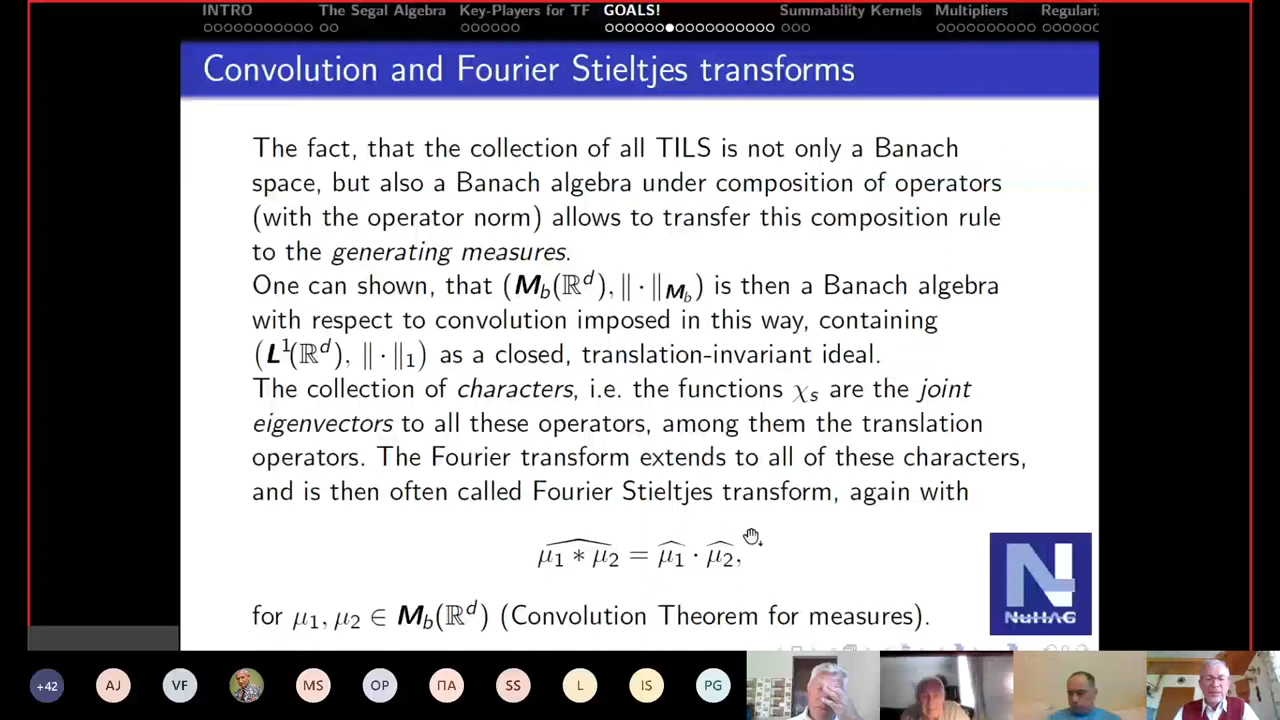 INTRO The Segal Algebra Key-Players for TF GOALS! Summability Kernels Multipliers Regulari
Convolution and Fourier Stieltjes transforms
The fact, that the collection of all TILS is not only a Banach
space, but also a Banach algebra under composition of operators
(with the operator norm) allows to transfer this composition rule
to the generating measures.
One can shown, that (M_b(ℝ^d), ‖·‖_{M_b}) is then a Banach algebra
with respect to convolution imposed in this way, containing
(L^1(ℝ^d), ‖·‖_1) as a closed, translation-invariant ideal.
The collection of characters, i.e. the functions χ_s are the joint
eigenvectors to all these operators, among them the translation
operators. The Fourier transform extends to all of these characters,
and is then often called Fourier Stieltjes transform, again with
\widehat{μ_1 * μ_2} = \widehat{μ_1} · \widehat{μ_2},
for μ_1, μ_2 ∈ M_b(ℝ^d) (Convolution Theorem for measures).
N
NuHAG
+42 AJ VF MS OP ПА SS L IS PG